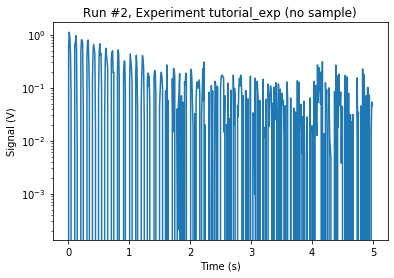 Run #2, Experiment tutorial_exp (no sample)
Signal (V)
10⁰
10⁻¹
10⁻²
10⁻³
0 1 2 3 4 5
Time (s)